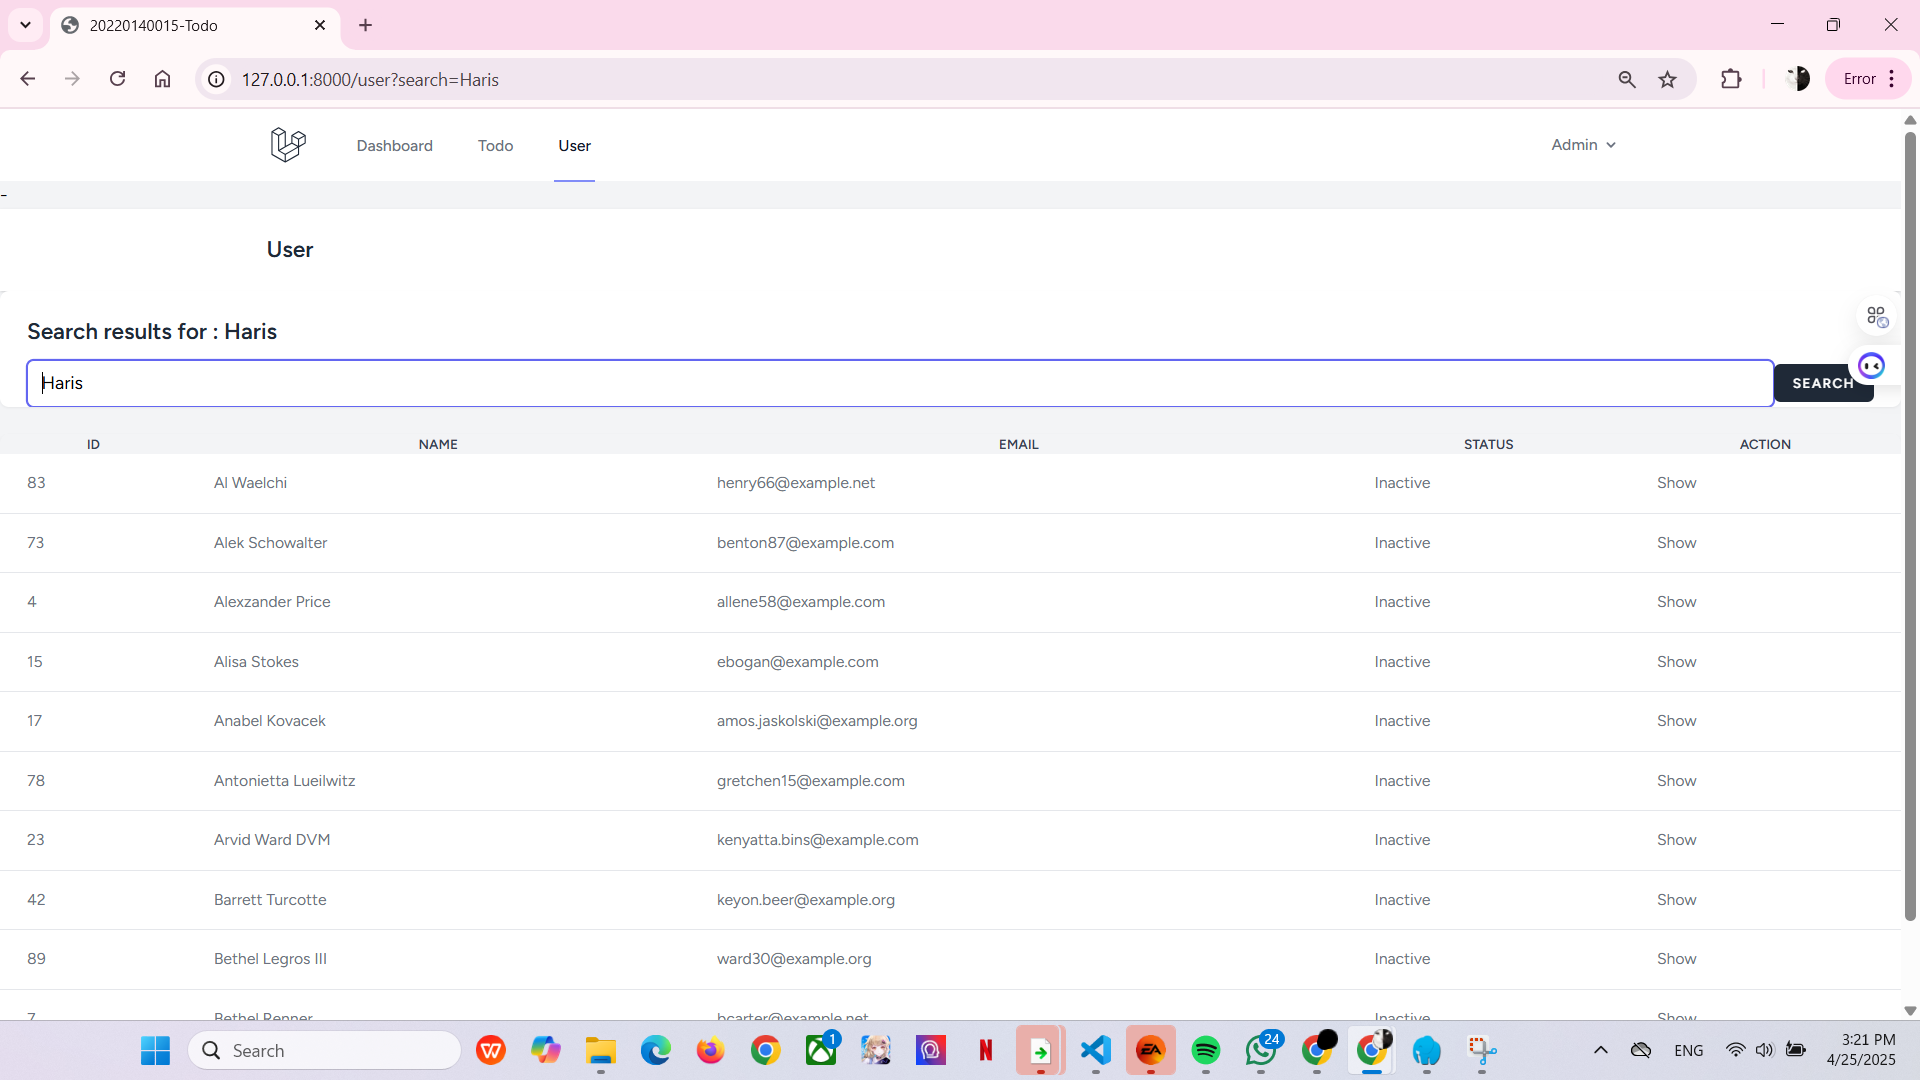 20220140015-Todo
127.0.0.1:8000/user?search=Haris
Error
Dashboard Todo User Admin
-
User
Search results for : Haris
Haris SEARCH
ID NAME EMAIL STATUS ACTION
83 Al Waelchi henry66@example.net Inactive Show
73 Alek Schowalter benton87@example.com Inactive Show
4 Alexzander Price allene58@example.com Inactive Show
15 Alisa Stokes ebogan@example.com Inactive Show
17 Anabel Kovacek amos.jaskolski@example.org Inactive Show
78 Antonietta Lueilwitz gretchen15@example.com Inactive Show
23 Arvid Ward DVM kenyatta.bins@example.com Inactive Show
42 Barrett Turcotte keyon.beer@example.org Inactive Show
89 Bethel Legros III ward30@example.org Inactive Show
7 Bethel Renner bcarter@example.net Inactive Show
Search 1 N EA 24 ENG 3:21 PM
4/25/2025